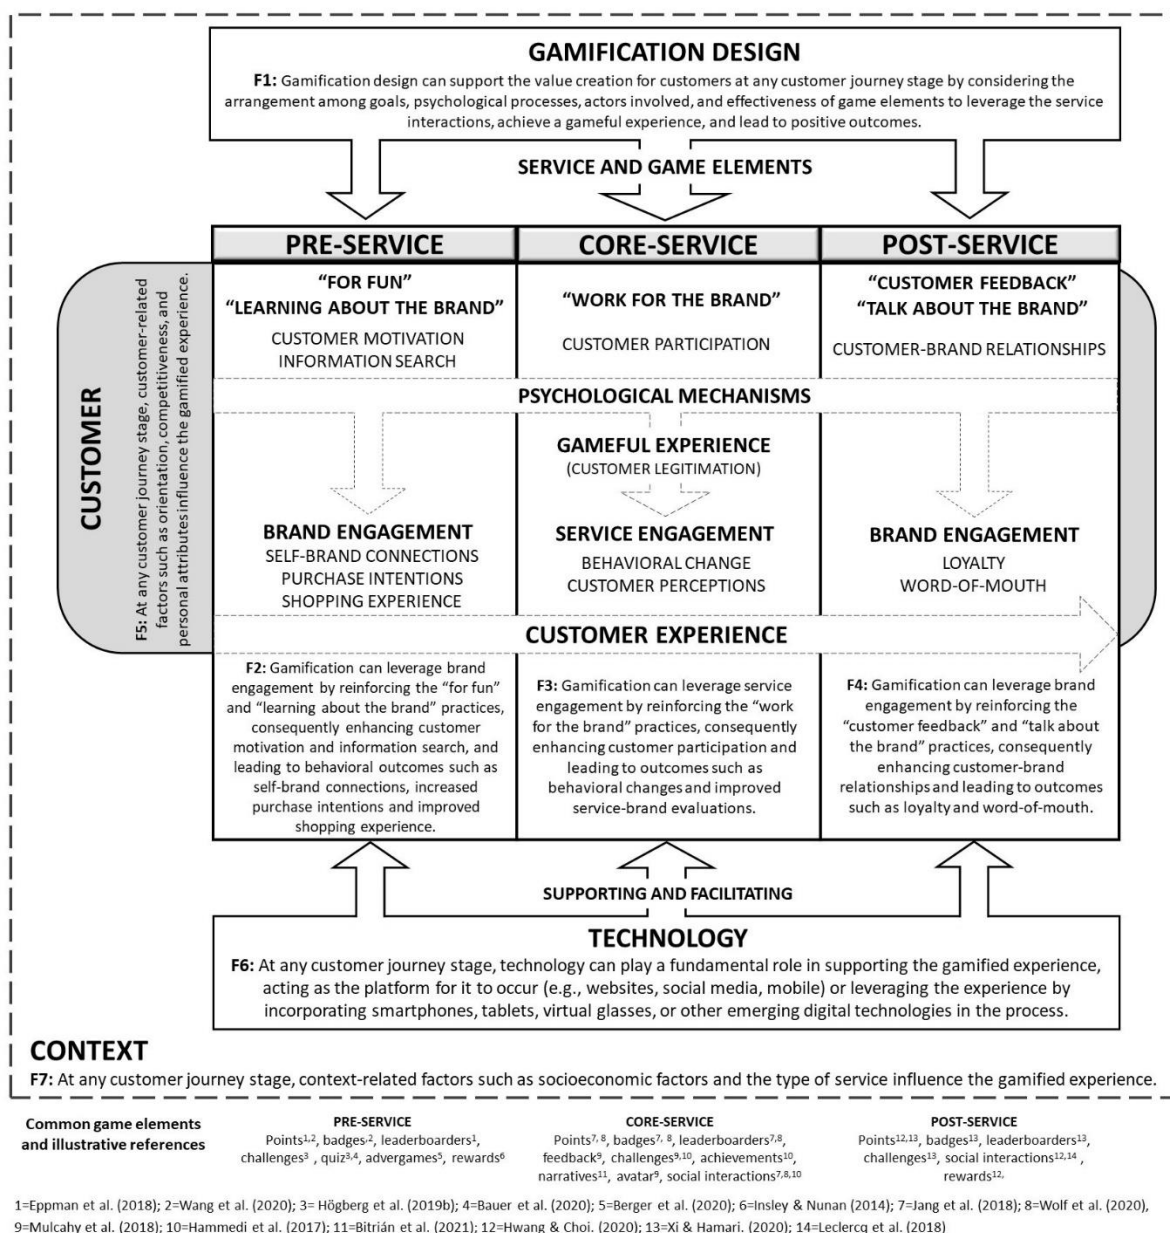 GAMIFICATION DESIGN
F1: Gamification design can support the value creation for customers at any customer journey stage by considering the
arrangement among goals, psychological processes, actors involved, and effectiveness of game elements to leverage the service
interactions, achieve a gameful experience, and lead to positive outcomes.
SERVICE AND GAME ELEMENTS
PRE-SERVICE
CORE-SERVICE
POST-SERVICE
CUSTOMER
F5: At any customer journey stage, customer-related
factors such as orientation, competitiveness, and
personal attributes influence the gamified experience.
“FOR FUN”
“LEARNING ABOUT THE BRAND”
CUSTOMER MOTIVATION
INFORMATION SEARCH
“WORK FOR THE BRAND”
CUSTOMER PARTICIPATION
“CUSTOMER FEEDBACK”
“TALK ABOUT THE BRAND”
CUSTOMER-BRAND RELATIONSHIPS
PSYCHOLOGICAL MECHANISMS
GAMEFUL EXPERIENCE
(CUSTOMER LEGITIMATION)
BRAND ENGAGEMENT
SELF-BRAND CONNECTIONS
PURCHASE INTENTIONS
SHOPPING EXPERIENCE
SERVICE ENGAGEMENT
BEHAVIORAL CHANGE
CUSTOMER PERCEPTIONS
BRAND ENGAGEMENT
LOYALTY
WORD-OF-MOUTH
CUSTOMER EXPERIENCE
F2: Gamification can leverage brand
engagement by reinforcing the “for fun”
and “learning about the brand” practices,
consequently enhancing customer
motivation and information search, and
leading to behavioral outcomes such as
self-brand connections, increased
purchase intentions and improved
shopping experience.
F3: Gamification can leverage service
engagement by reinforcing the “work
for the brand” practices, consequently
enhancing customer participation and
leading to outcomes such as
behavioral changes and improved
service-brand evaluations.
F4: Gamification can leverage brand
engagement by reinforcing the
“customer feedback” and “talk about
the brand” practices, consequently
enhancing customer-brand
relationships and leading to outcomes
such as loyalty and word-of-mouth.
SUPPORTING AND FACILITATING
TECHNOLOGY
F6: At any customer journey stage, technology can play a fundamental role in supporting the gamified experience,
acting as the platform for it to occur (e.g., websites, social media, mobile) or leveraging the experience by
incorporating smartphones, tablets, virtual glasses, or other emerging digital technologies in the process.
CONTEXT
F7: At any customer journey stage, context-related factors such as socioeconomic factors and the type of service influence the gamified experience.
Common game elements
and illustrative references
PRE-SERVICE
Points1,2, badges,2, leaderboarders1,
challenges3 , quiz3,4, advergames5, rewards6
CORE-SERVICE
Points7, 8, badges7, 8, leaderboarders7,8,
feedback9, challenges9,10, achievements10,
narratives11, avatar9, social interactions7,8,10
POST-SERVICE
Points12,13, badges13, leaderboarders13,
challenges13, social interactions12,14 ,
rewards12,
1=Eppman et al. (2018); 2=Wang et al. (2020); 3= Högberg et al. (2019b); 4=Bauer et al. (2020); 5=Berger et al. (2020); 6=Insley & Nunan (2014); 7=Jang et al. (2018); 8=Wolf et al. (2020),
9=Mulcahy et al. (2018); 10=Hammedi et al. (2017); 11=Bitrián et al. (2021); 12=Hwang & Choi. (2020); 13=Xi & Hamari. (2020); 14=Leclercq et al. (2018)